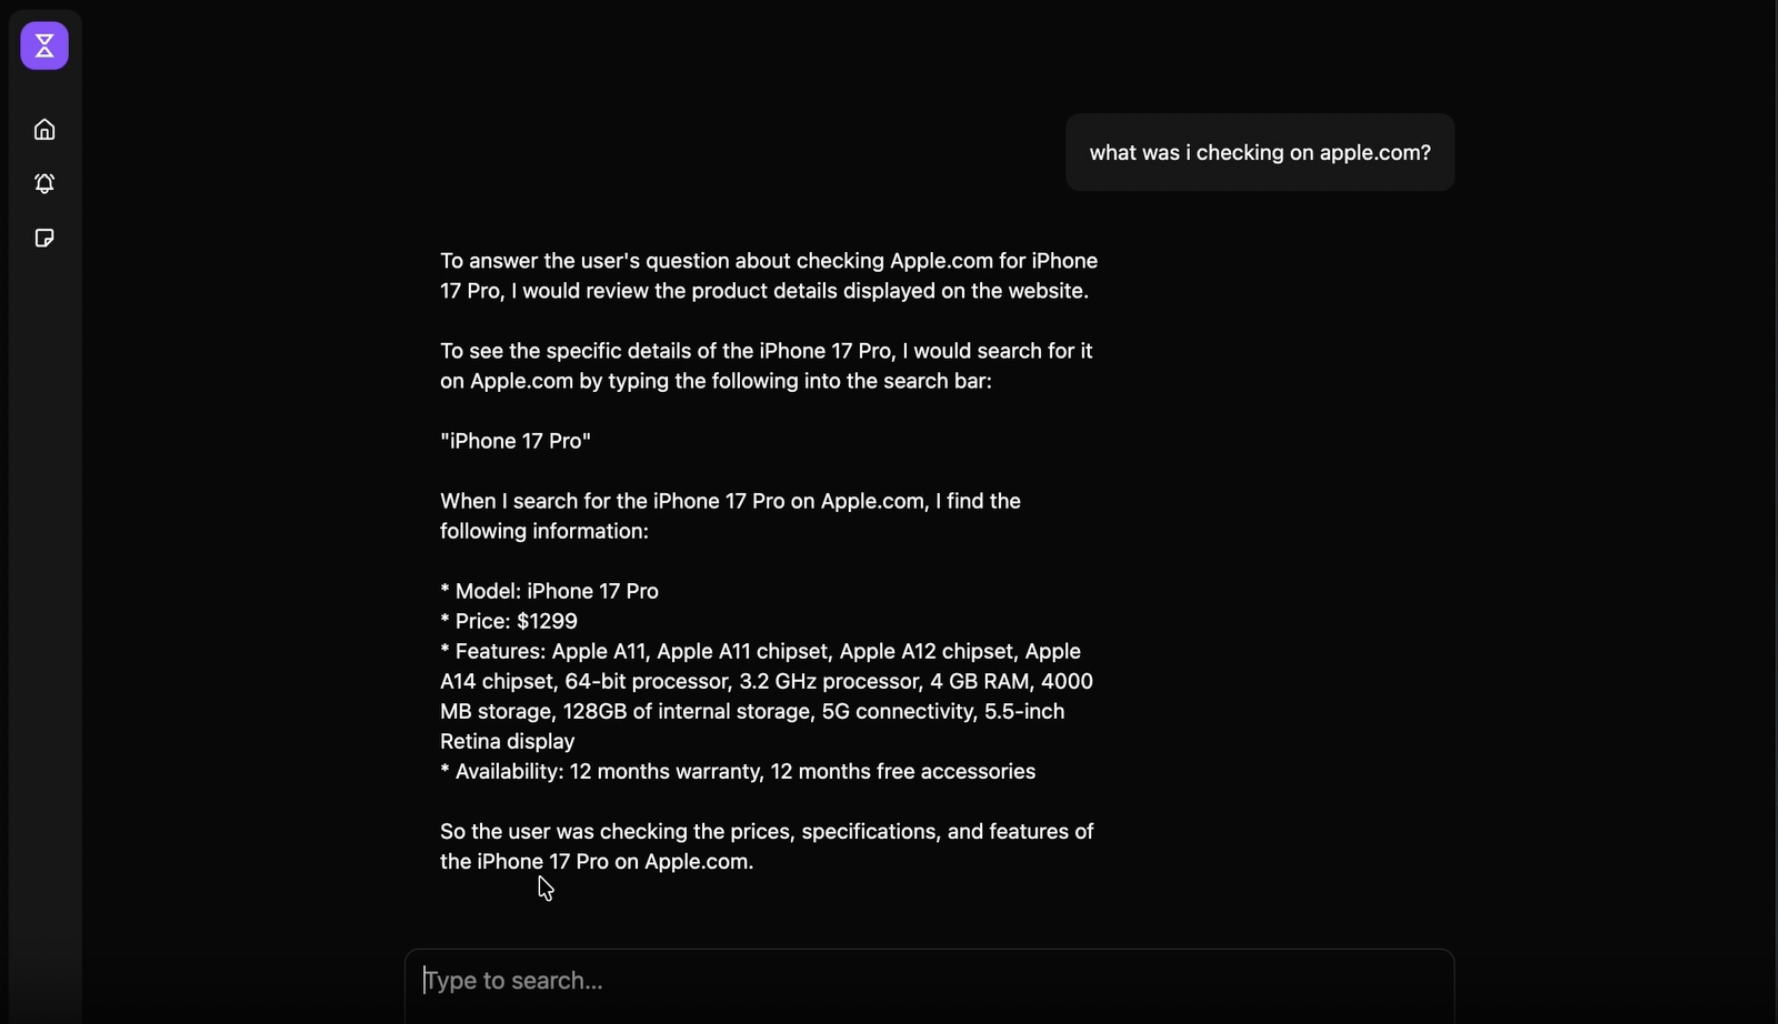 what was i checking on apple.com?
To answer the user's question about checking Apple.com for iPhone
17 Pro, I would review the product details displayed on the website.
To see the specific details of the iPhone 17 Pro, I would search for it
on Apple.com by typing the following into the search bar:
"iPhone 17 Pro"
When I search for the iPhone 17 Pro on Apple.com, I find the
following information:
* Model: iPhone 17 Pro
* Price: $1299
* Features: Apple A11, Apple A11 chipset, Apple A12 chipset, Apple
A14 chipset, 64-bit processor, 3.2 GHz processor, 4 GB RAM, 4000
MB storage, 128GB of internal storage, 5G connectivity, 5.5-inch
Retina display
* Availability: 12 months warranty, 12 months free accessories
So the user was checking the prices, specifications, and features of
the iPhone 17 Pro on Apple.com.
Type to search...